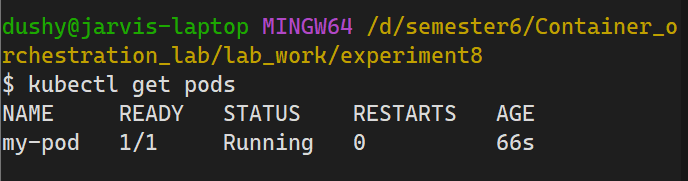 dushy@jarvis-laptop MINGW64 /d/semester6/Container_o
rchestration_lab/lab_work/experiment8
$ kubectl get pods
NAME     READY   STATUS    RESTARTS   AGE
my-pod   1/1     Running   0          66s